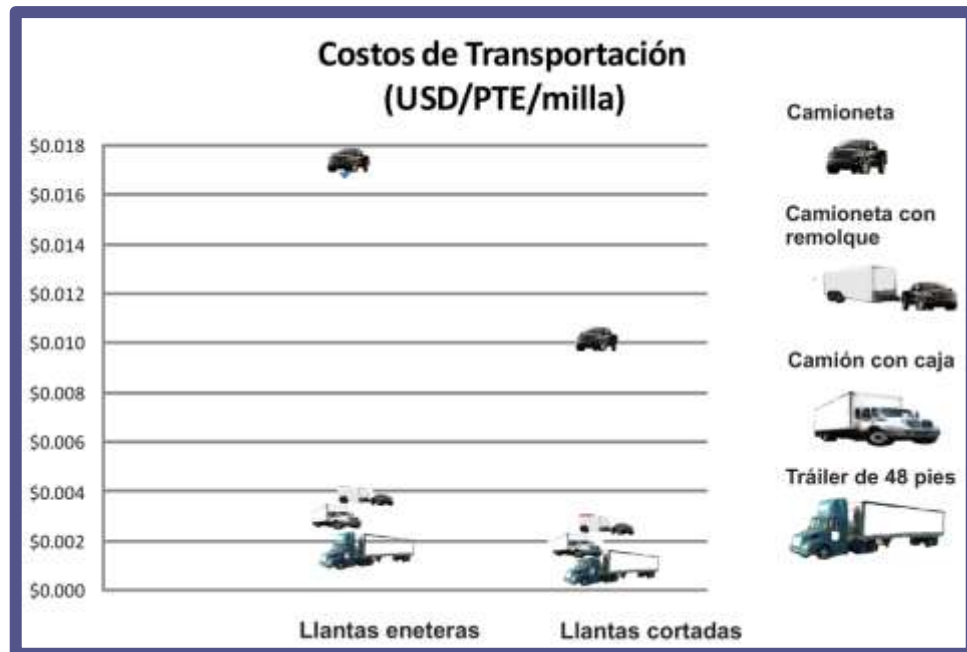 Costos de Transportación
(USD/PTE/milla)
$0.018
$0.016
$0.014
$0.012
$0.010
$0.008
$0.006
$0.004
$0.002
$0.000
Llantas eneteras
Llantas cortadas
Camioneta
Camioneta con
remolque
Camión con caja
Tráiler de 48 pies